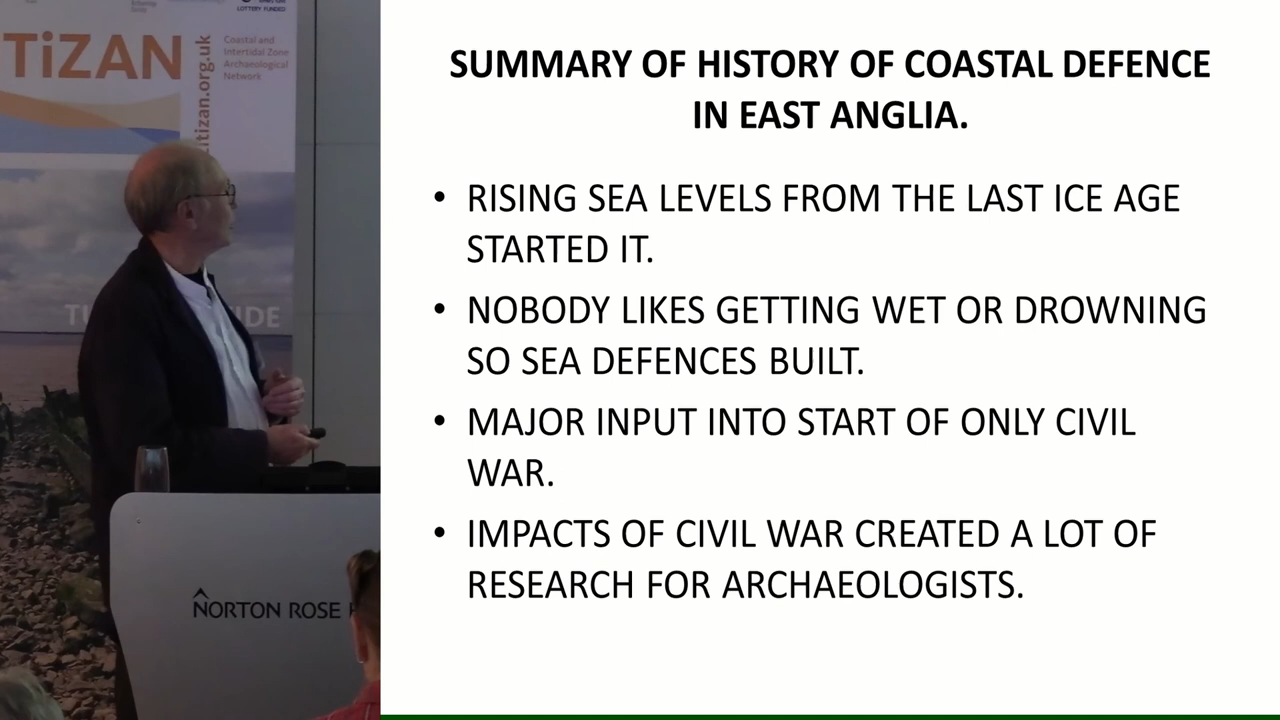 LOTTERY FUNDED
TiZAN
Coastal and
Intertidal Zone
Archaeological
Network
itizan.org.uk
NORTON ROSE
SUMMARY OF HISTORY OF COASTAL DEFENCE
IN EAST ANGLIA.
• RISING SEA LEVELS FROM THE LAST ICE AGE
STARTED IT.
• NOBODY LIKES GETTING WET OR DROWNING
SO SEA DEFENCES BUILT.
• MAJOR INPUT INTO START OF ONLY CIVIL
WAR.
• IMPACTS OF CIVIL WAR CREATED A LOT OF
RESEARCH FOR ARCHAEOLOGISTS.